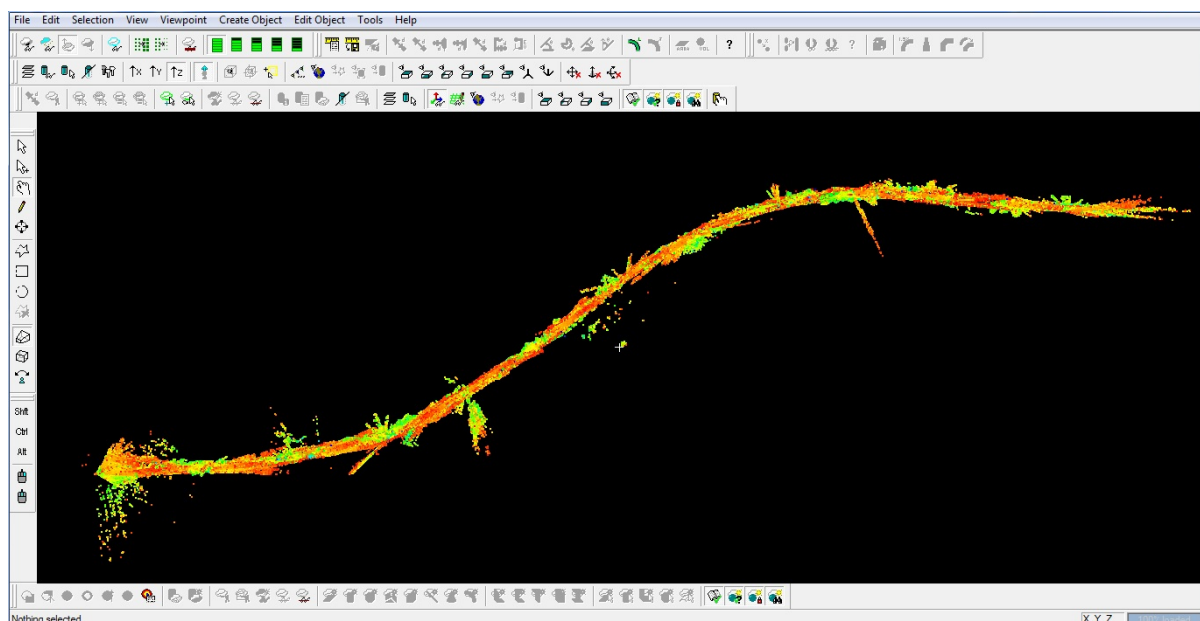 File Edit Selection View Viewpoint Create Object Edit Object Tools Help
?
?
X Y Z
Shft
Ctrl
Alt
Nothing selected
X, Y, Z